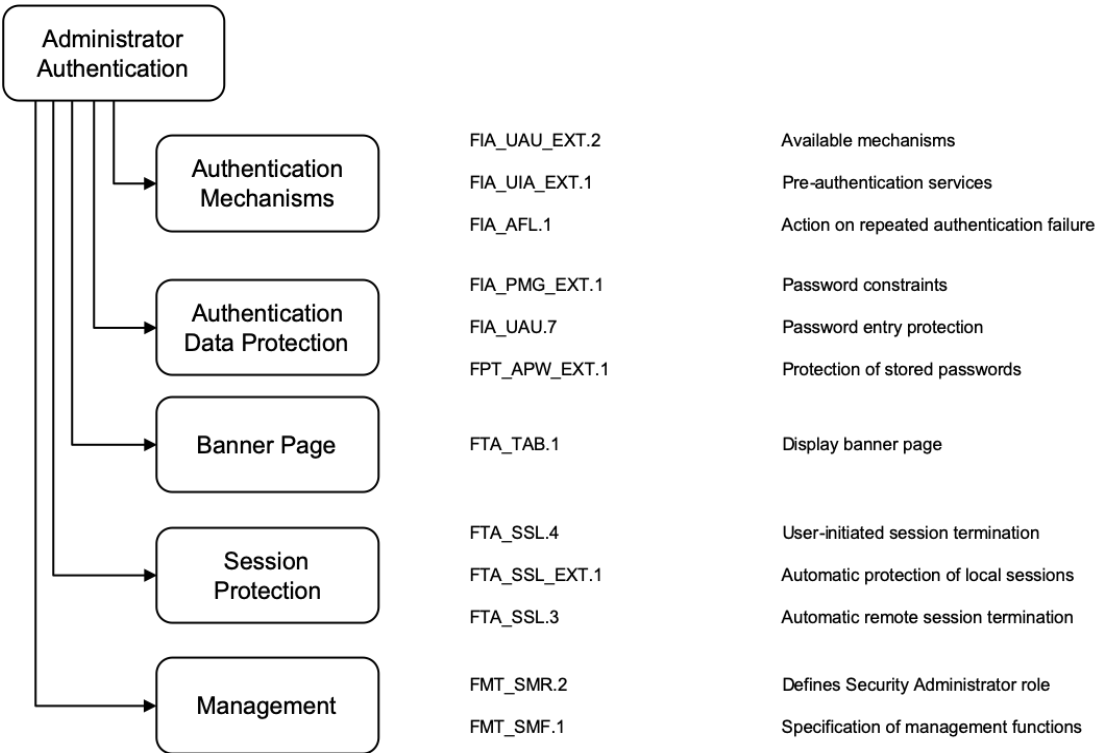 Administrator
Authentication
Authentication
Mechanisms
FIA_UAU_EXT.2 Available mechanisms
FIA_UIA_EXT.1 Pre-authentication services
FIA_AFL.1 Action on repeated authentication failure
Authentication
Data Protection
FIA_PMG_EXT.1 Password constraints
FIA_UAU.7 Password entry protection
FPT_APW_EXT.1 Protection of stored passwords
Banner Page
FTA_TAB.1 Display banner page
Session
Protection
FTA_SSL.4 User-initiated session termination
FTA_SSL_EXT.1 Automatic protection of local sessions
FTA_SSL.3 Automatic remote session termination
Management
FMT_SMR.2 Defines Security Administrator role
FMT_SMF.1 Specification of management functions